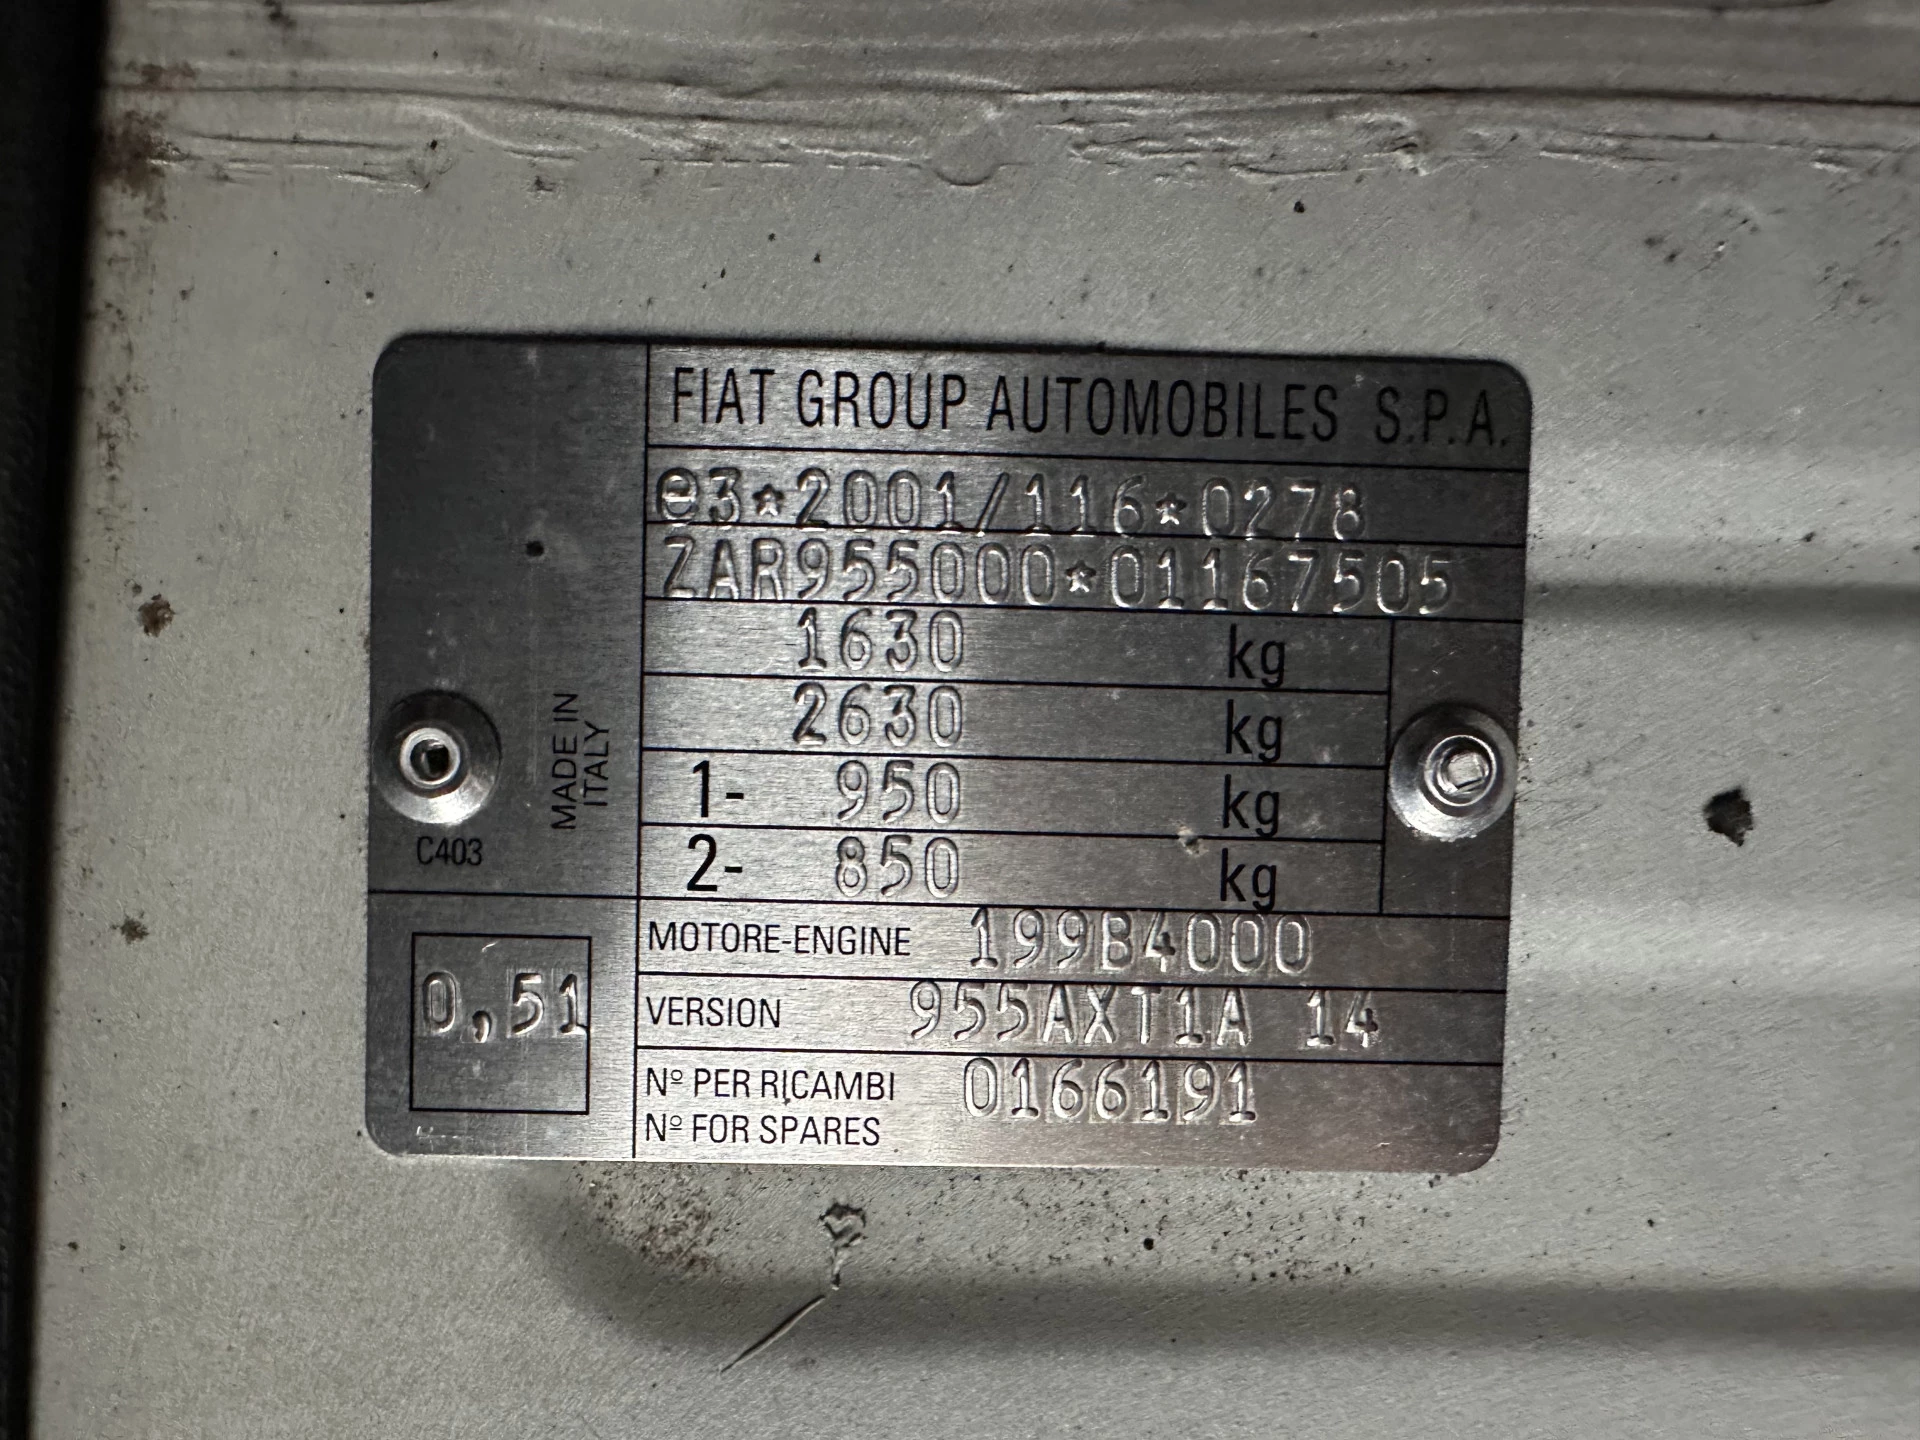 FIAT GROUP AUTOMOBILES S.P.A.
e3*2001/116*0278
ZAR955000*01167505
1630 kg
2630 kg
1- 950 kg
2- 850 kg
MADE IN
ITALY
C403
0,51
MOTORE-ENGINE 199B4000
VERSION 955AXT1A 14
Nº PER RICAMBI 0166191
Nº FOR SPARES